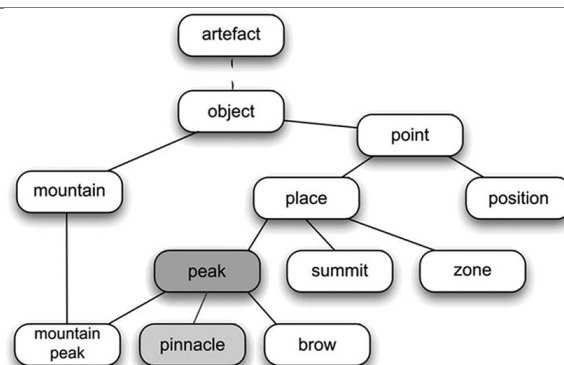 artefact
object
point
mountain
place
position
peak
summit
zone
mountain
peak
pinnacle
brow